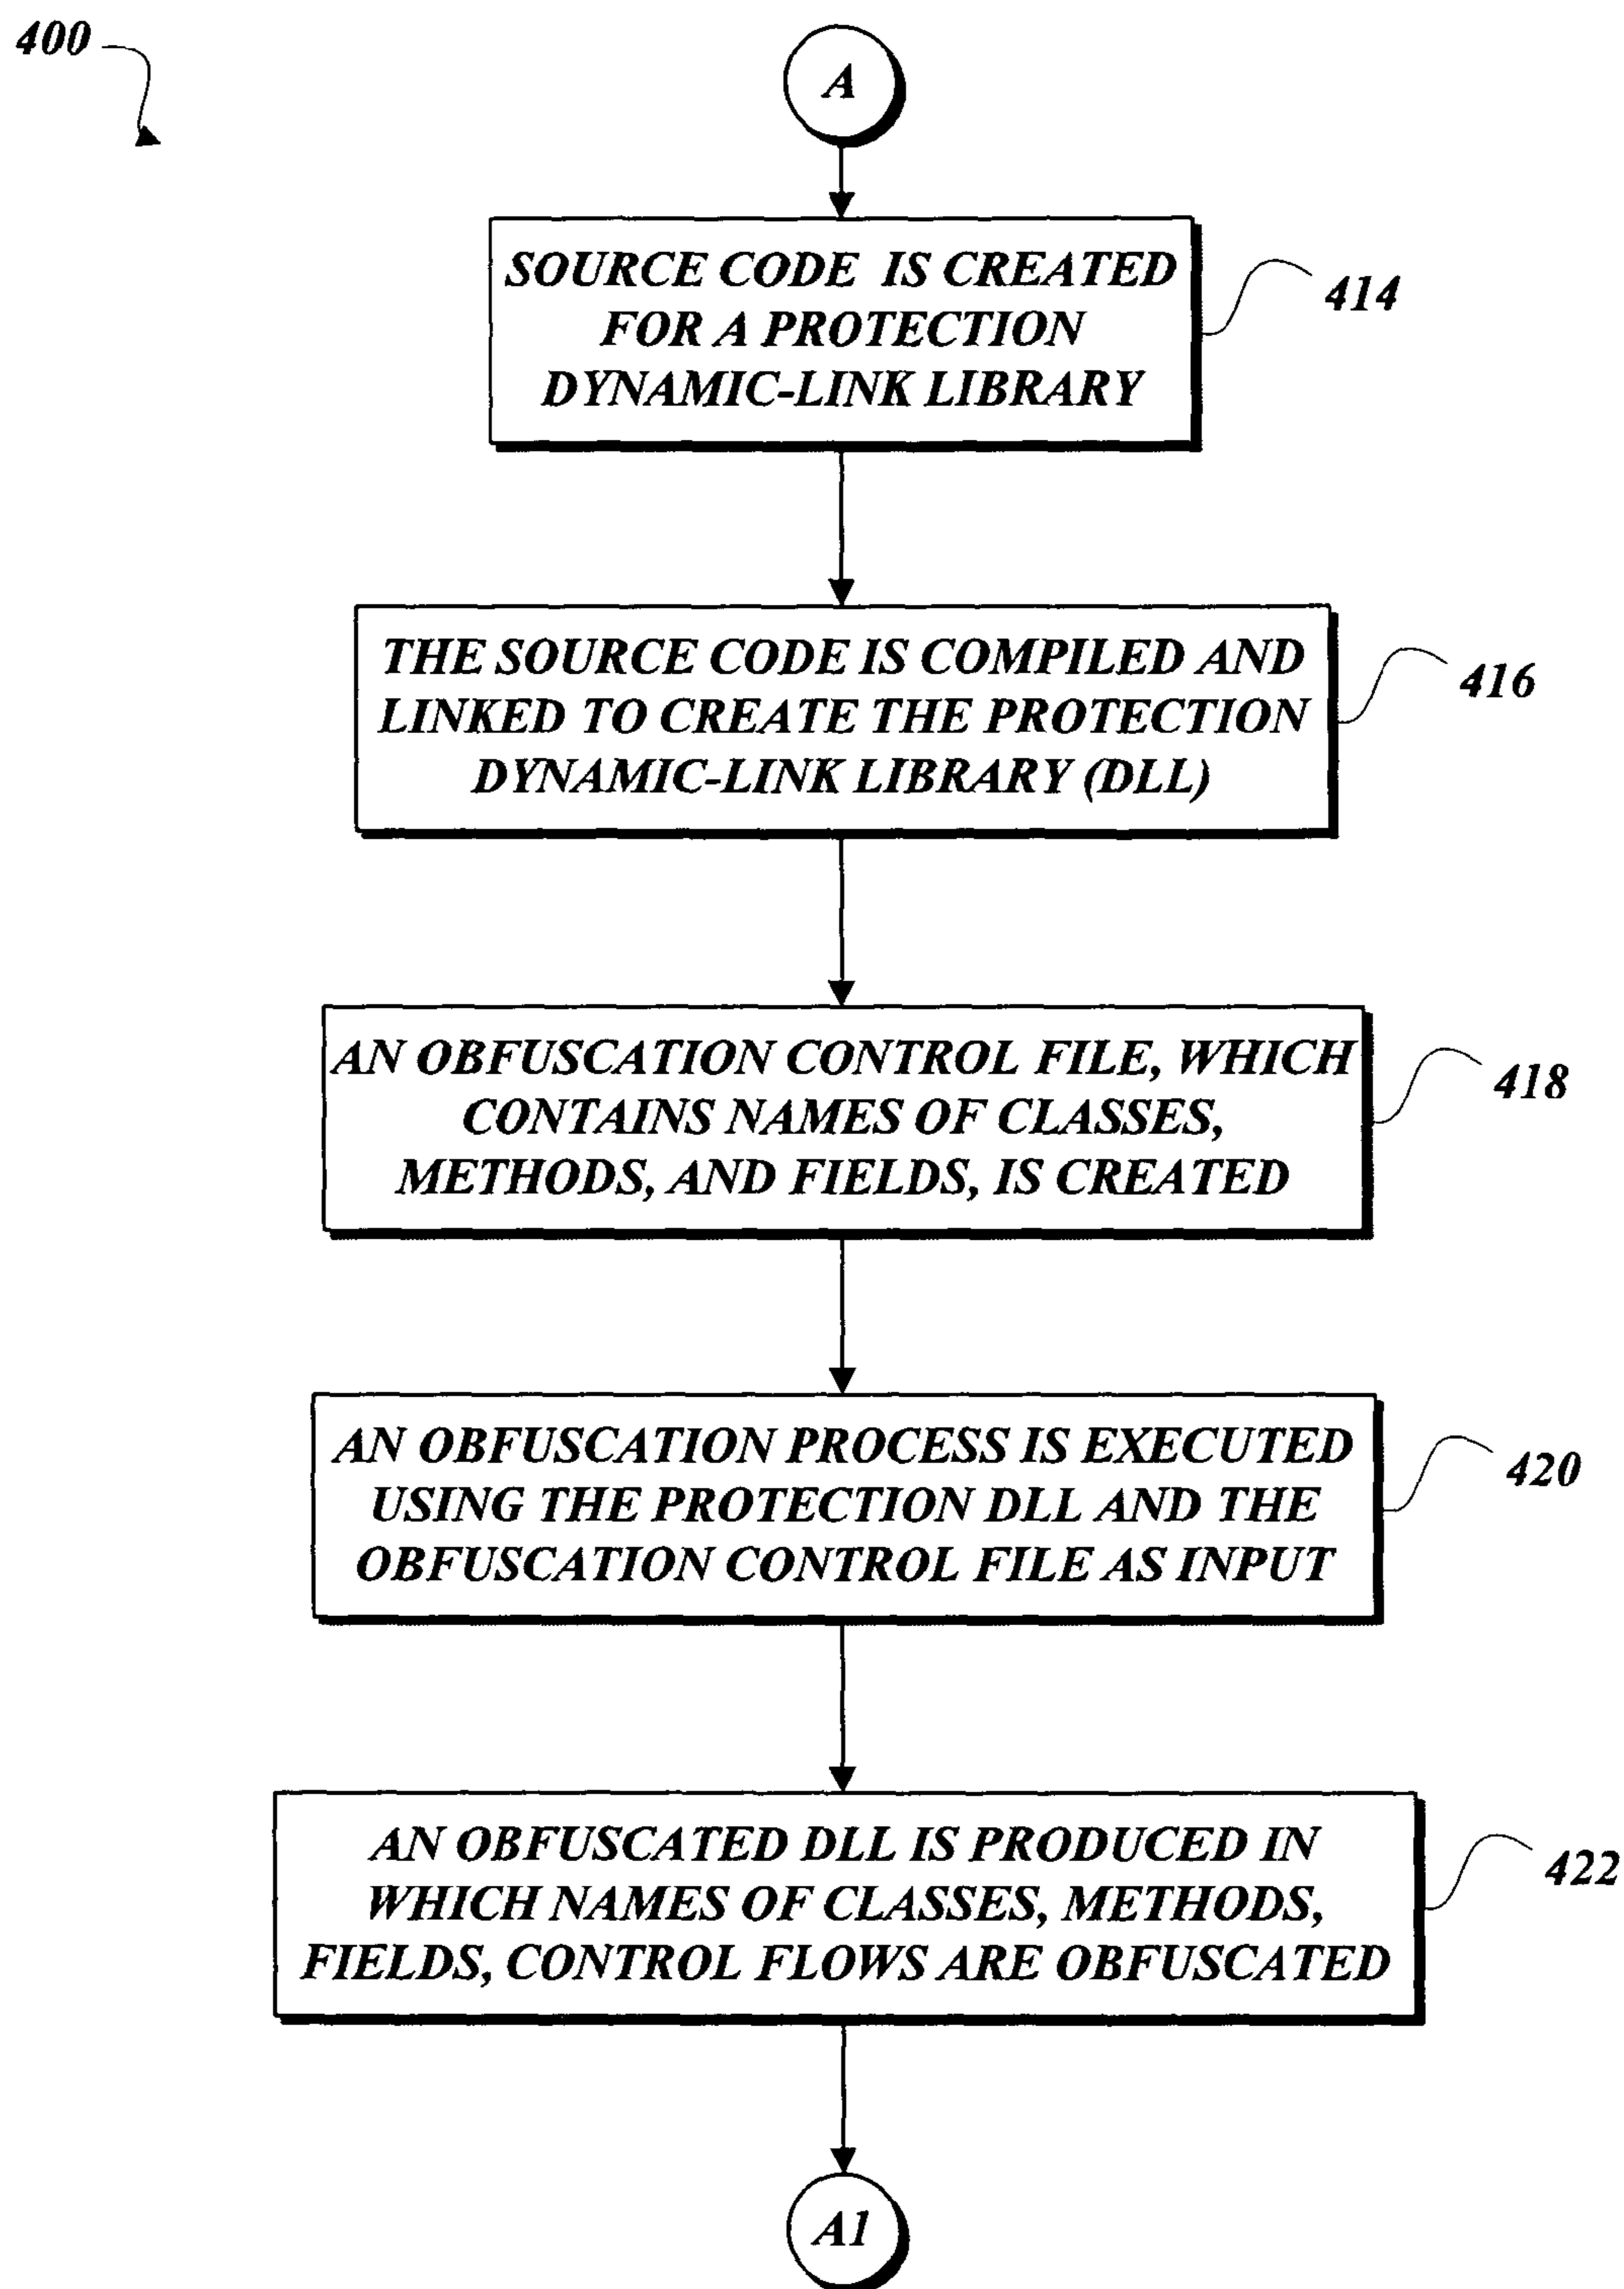 400
A
SOURCE CODE IS CREATED
FOR A PROTECTION
DYNAMIC-LINK LIBRARY
414
THE SOURCE CODE IS COMPILED AND
LINKED TO CREATE THE PROTECTION
DYNAMIC-LINK LIBRARY (DLL)
416
AN OBFUSCATION CONTROL FILE, WHICH
CONTAINS NAMES OF CLASSES,
METHODS, AND FIELDS, IS CREATED
418
AN OBFUSCATION PROCESS IS EXECUTED
USING THE PROTECTION DLL AND THE
OBFUSCATION CONTROL FILE AS INPUT
420
AN OBFUSCATED DLL IS PRODUCED IN
WHICH NAMES OF CLASSES, METHODS,
FIELDS, CONTROL FLOWS ARE OBFUSCATED
422
A1